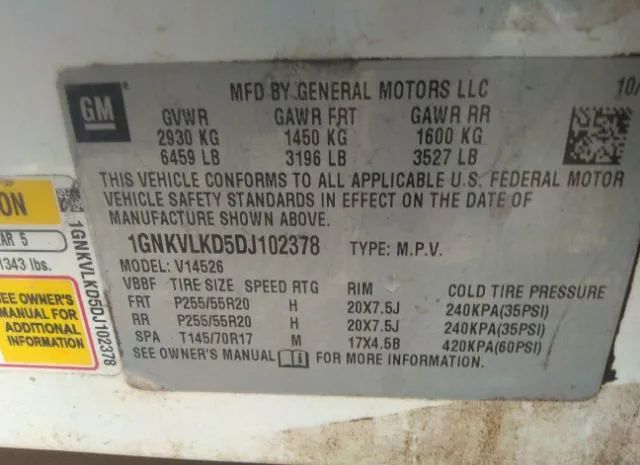 GM
MFD BY GENERAL MOTORS LLC 10/
GVWR GAWR FRT GAWR RR
2930 KG 1450 KG 1600 KG
6459 LB 3196 LB 3527 LB
THIS VEHICLE CONFORMS TO ALL APPLICABLE U.S. FEDERAL MOTOR
VEHICLE SAFETY STANDARDS IN EFFECT ON THE DATE OF
MANUFACTURE SHOWN ABOVE.
1GNKVLKD5DJ102378 TYPE: M.P.V.
MODEL: V14526
VBBF TIRE SIZE SPEED RTG RIM COLD TIRE PRESSURE
FRT P255/55R20 H 20X7.5J 240KPA(35PSI)
RR P255/55R20 H 20X7.5J 240KPA(35PSI)
SPA T145/70R17 M 17X4.5B 420KPA(60PSI)
SEE OWNER'S MANUAL FOR MORE INFORMATION.
ON
AR 5
1343 lbs.
SEE OWNER'S
MANUAL FOR
ADDITIONAL
INFORMATION
1GNKVLKD5DJ102378